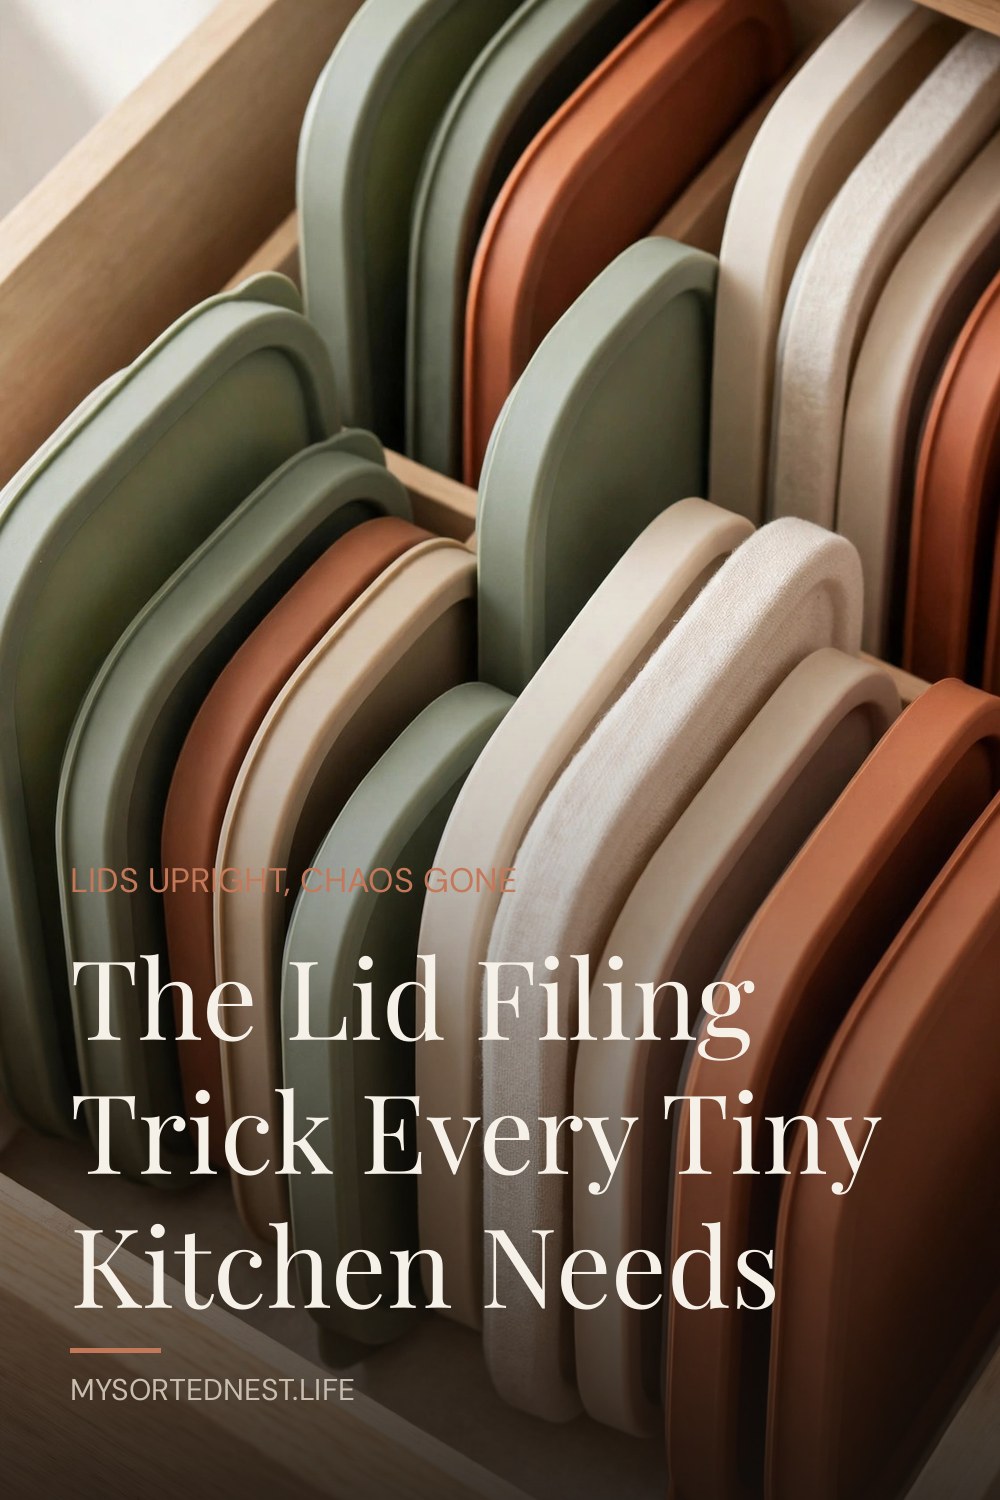 LIDS UPRIGHT, CHAOS GONE
The Lid Filing
Trick Every Tiny
Kitchen Needs
MYSORTEDNEST.LIFE